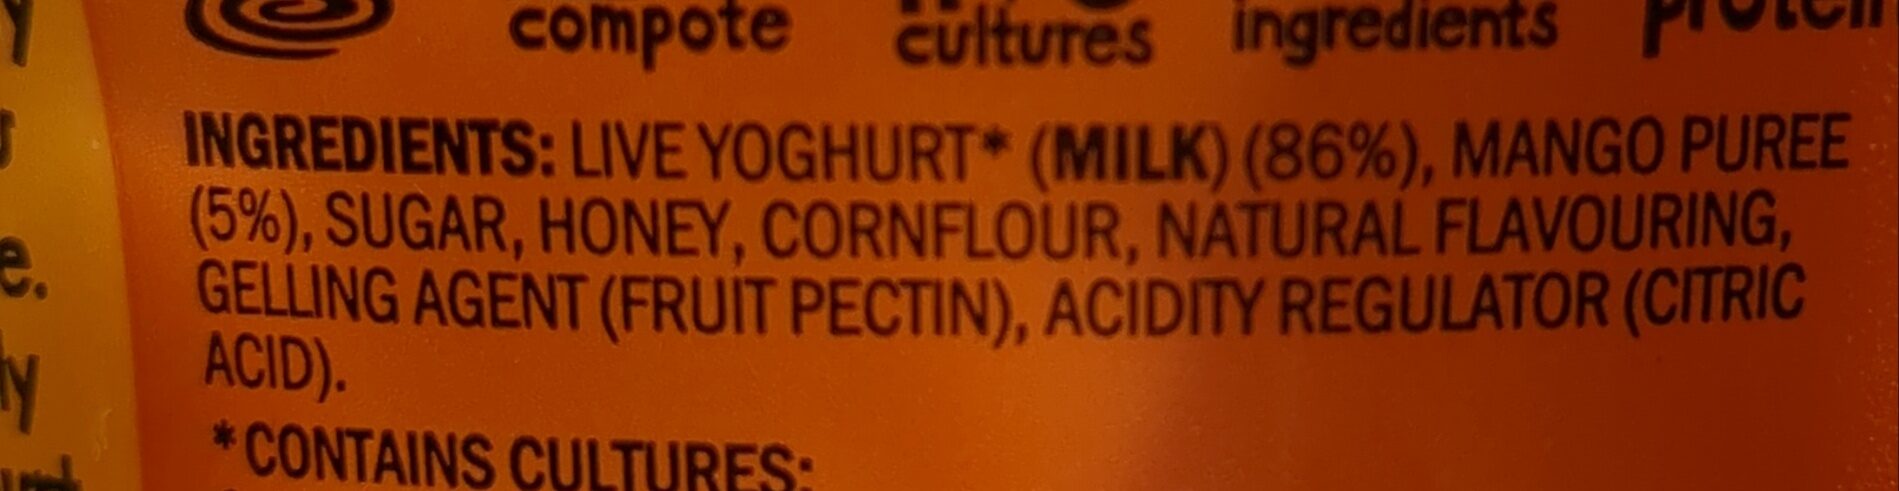 compote cultures ingredients protein
INGREDIENTS: LIVE YOGHURT* (MILK) (86%), MANGO PUREE
(5%), SUGAR, HONEY, CORNFLOUR, NATURAL FLAVOURING,
GELLING AGENT (FRUIT PECTIN), ACIDITY REGULATOR (CITRIC
ACID).
*CONTAINS CULTURES: